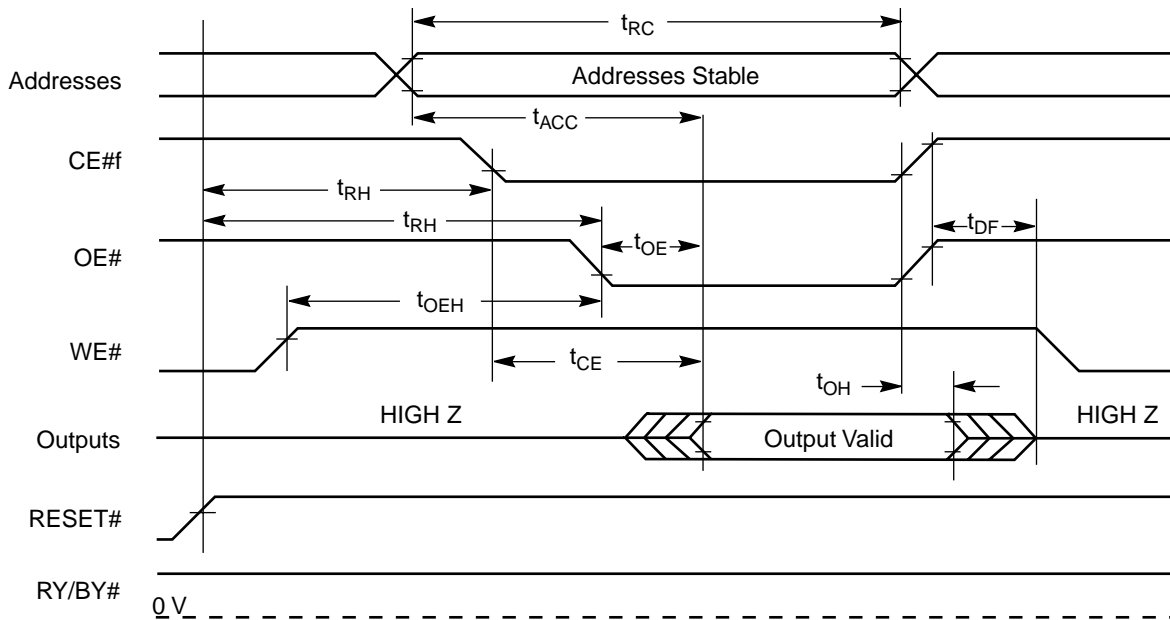 tRC
Addresses
Addresses Stable
tACC
CE#f
tRH
tRH
tDF
OE#
tOE
tOEH
WE#
tCE
tOH
HIGH Z
HIGH Z
Outputs
Output Valid
RESET#
RY/BY#
0 V